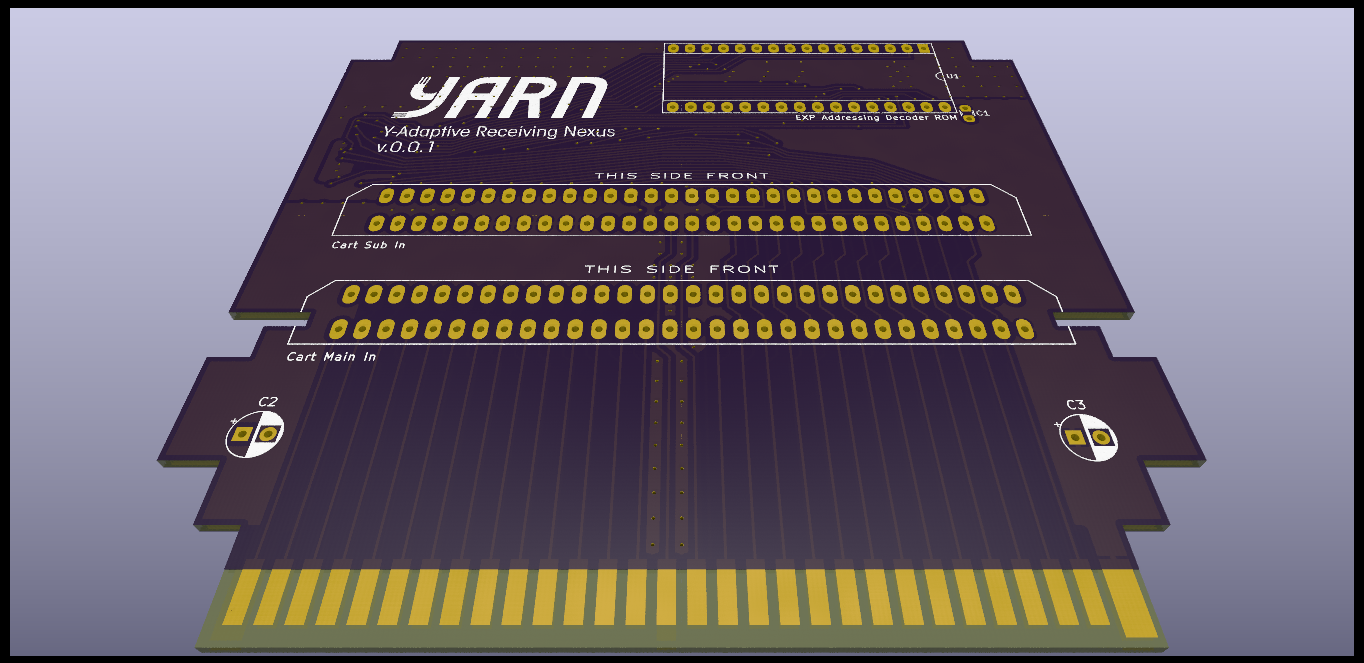 YARN
Y-Adaptive Receiving Nexus
v.0.0.1
U1
EXP Addressing Decoder ROM
THIS SIDE FRONT
Cart Sub In
THIS SIDE FRONT
Cart Main In
C2
C3
+
+